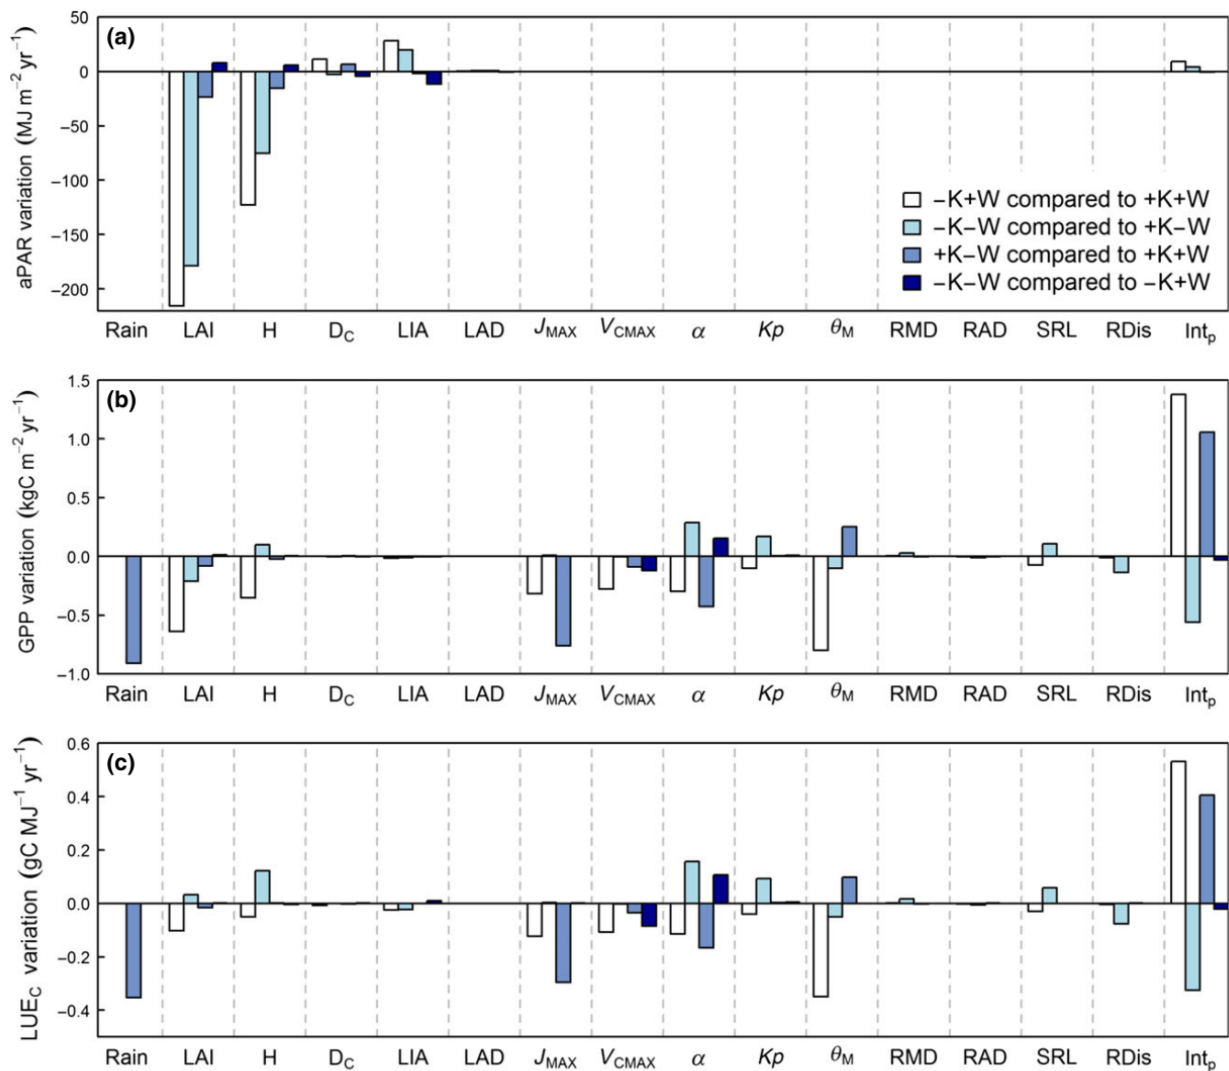 (a)
50
0
−50
−100
−150
−200
aPAR variation (MJ m⁻² yr⁻¹)
−K+W compared to +K+W
−K−W compared to +K−W
+K−W compared to +K+W
−K−W compared to −K+W
Rain LAI H D_C LIA LAD J_MAX V_CMAX α Kp θ_M RMD RAD SRL RDis Int_p
(b)
1.5
1.0
0.5
0.0
−0.5
−1.0
GPP variation (kgC m⁻² yr⁻¹)
Rain LAI H D_C LIA LAD J_MAX V_CMAX α Kp θ_M RMD RAD SRL RDis Int_p
(c)
0.6
0.4
0.2
0.0
−0.2
−0.4
LUE_C variation (gC MJ⁻¹ yr⁻¹)
Rain LAI H D_C LIA LAD J_MAX V_CMAX α Kp θ_M RMD RAD SRL RDis Int_p